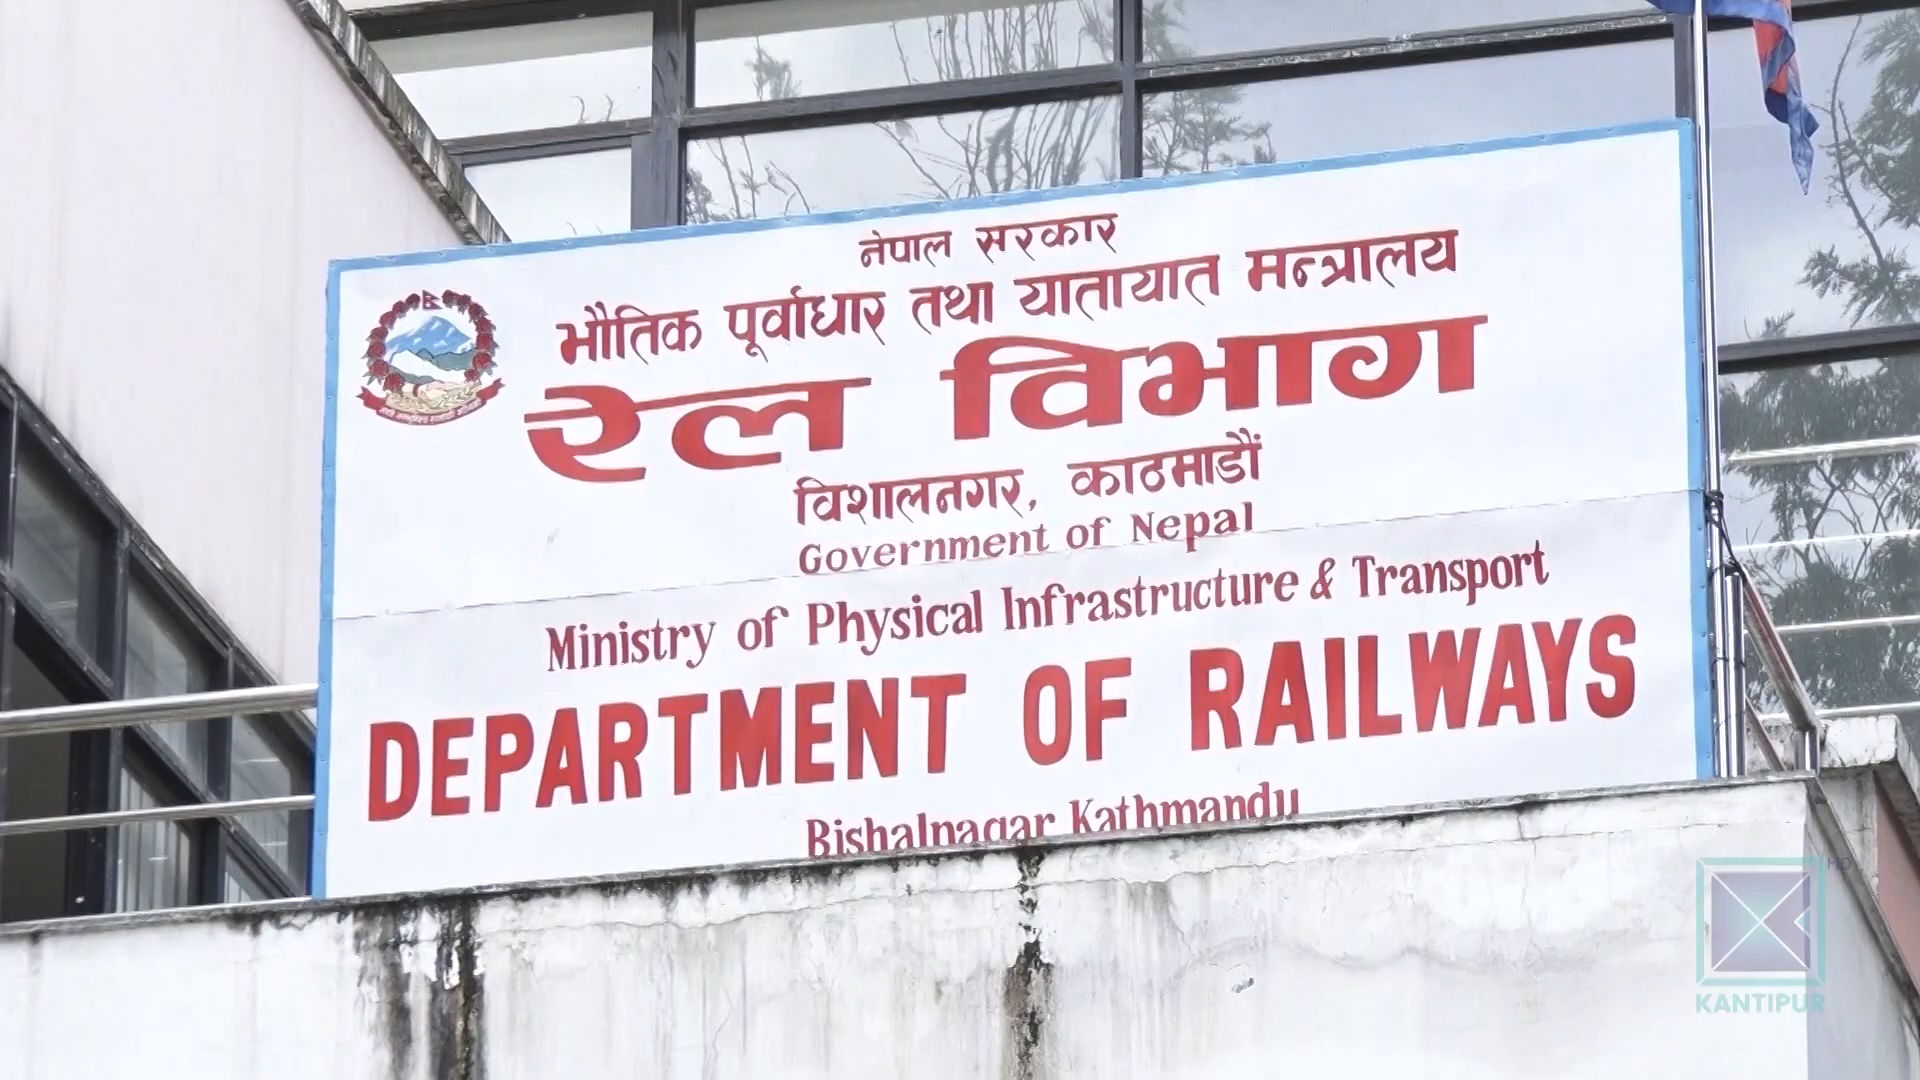 नेपाल सरकार
भौतिक पूर्वाधार तथा यातायात मन्त्रालय
रेल विभाग
विशालनगर, काठमाडौं
Government of Nepal
Ministry of Physical Infrastructure & Transport
DEPARTMENT OF RAILWAYS
Bishalnagar Kathmandu
HD
KANTIPUR